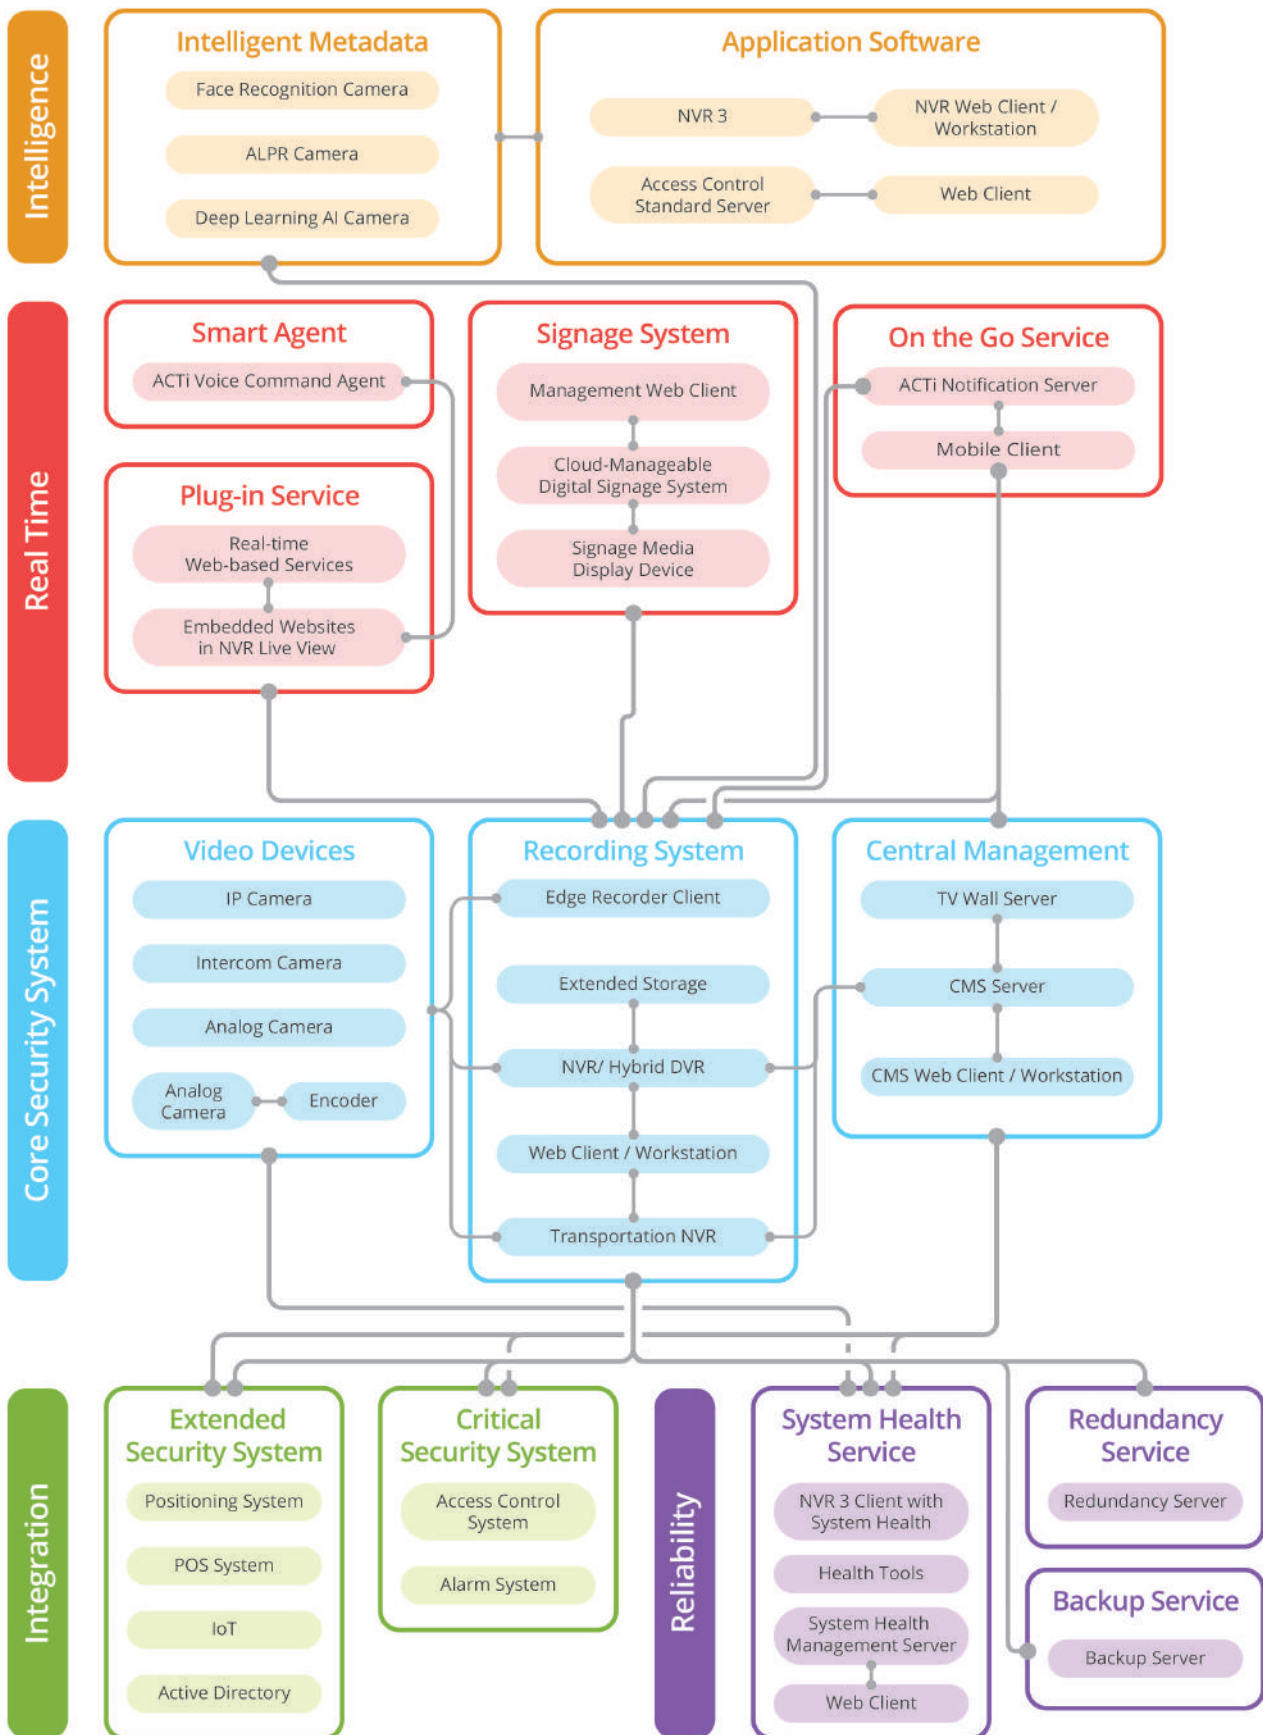 Intelligence
Intelligent Metadata
Face Recognition Camera
ALPR Camera
Deep Learning AI Camera
Application Software
NVR 3
NVR Web Client /
Workstation
Access Control
Standard Server
Web Client
Real Time
Smart Agent
ACTi Voice Command Agent
Plug-in Service
Real-time
Web-based Services
Embedded Websites
in NVR Live View
Signage System
Management Web Client
Cloud-Manageable
Digital Signage System
Signage Media
Display Device
On the Go Service
ACTi Notification Server
Mobile Client
Core Security System
Video Devices
IP Camera
Intercom Camera
Analog Camera
Analog
Camera
Encoder
Recording System
Edge Recorder Client
Extended Storage
NVR/ Hybrid DVR
Web Client / Workstation
Transportation NVR
Central Management
TV Wall Server
CMS Server
CMS Web Client / Workstation
Integration
Extended
Security System
Positioning System
POS System
IoT
Active Directory
Critical
Security System
Access Control
System
Alarm System
Reliability
System Health
Service
NVR 3 Client with
System Health
Health Tools
System Health
Management Server
Web Client
Redundancy
Service
Redundancy Server
Backup Service
Backup Server